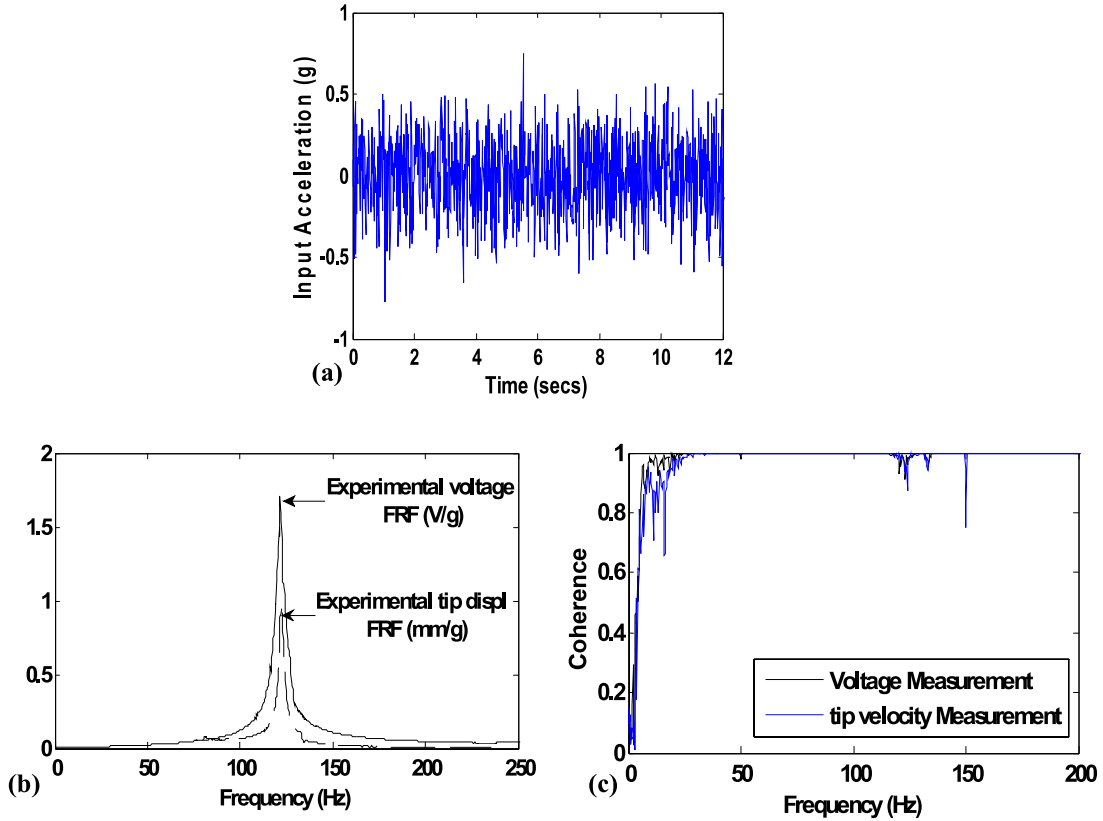 1
0.5
0
-0.5
-1
Input Acceleration (g)
0 2 4 6 8 10 12
Time (secs)
(a)
2
1.5
1
0.5
0
Experimental voltage
FRF (V/g)
Experimental tip displ
FRF (mm/g)
0 50 100 150 200 250
Frequency (Hz)
(b)
1
0.8
0.6
0.4
0.2
0
Coherence
Voltage Measurement
tip velocity Measurement
0 50 100 150 200
Frequency (Hz)
(c)